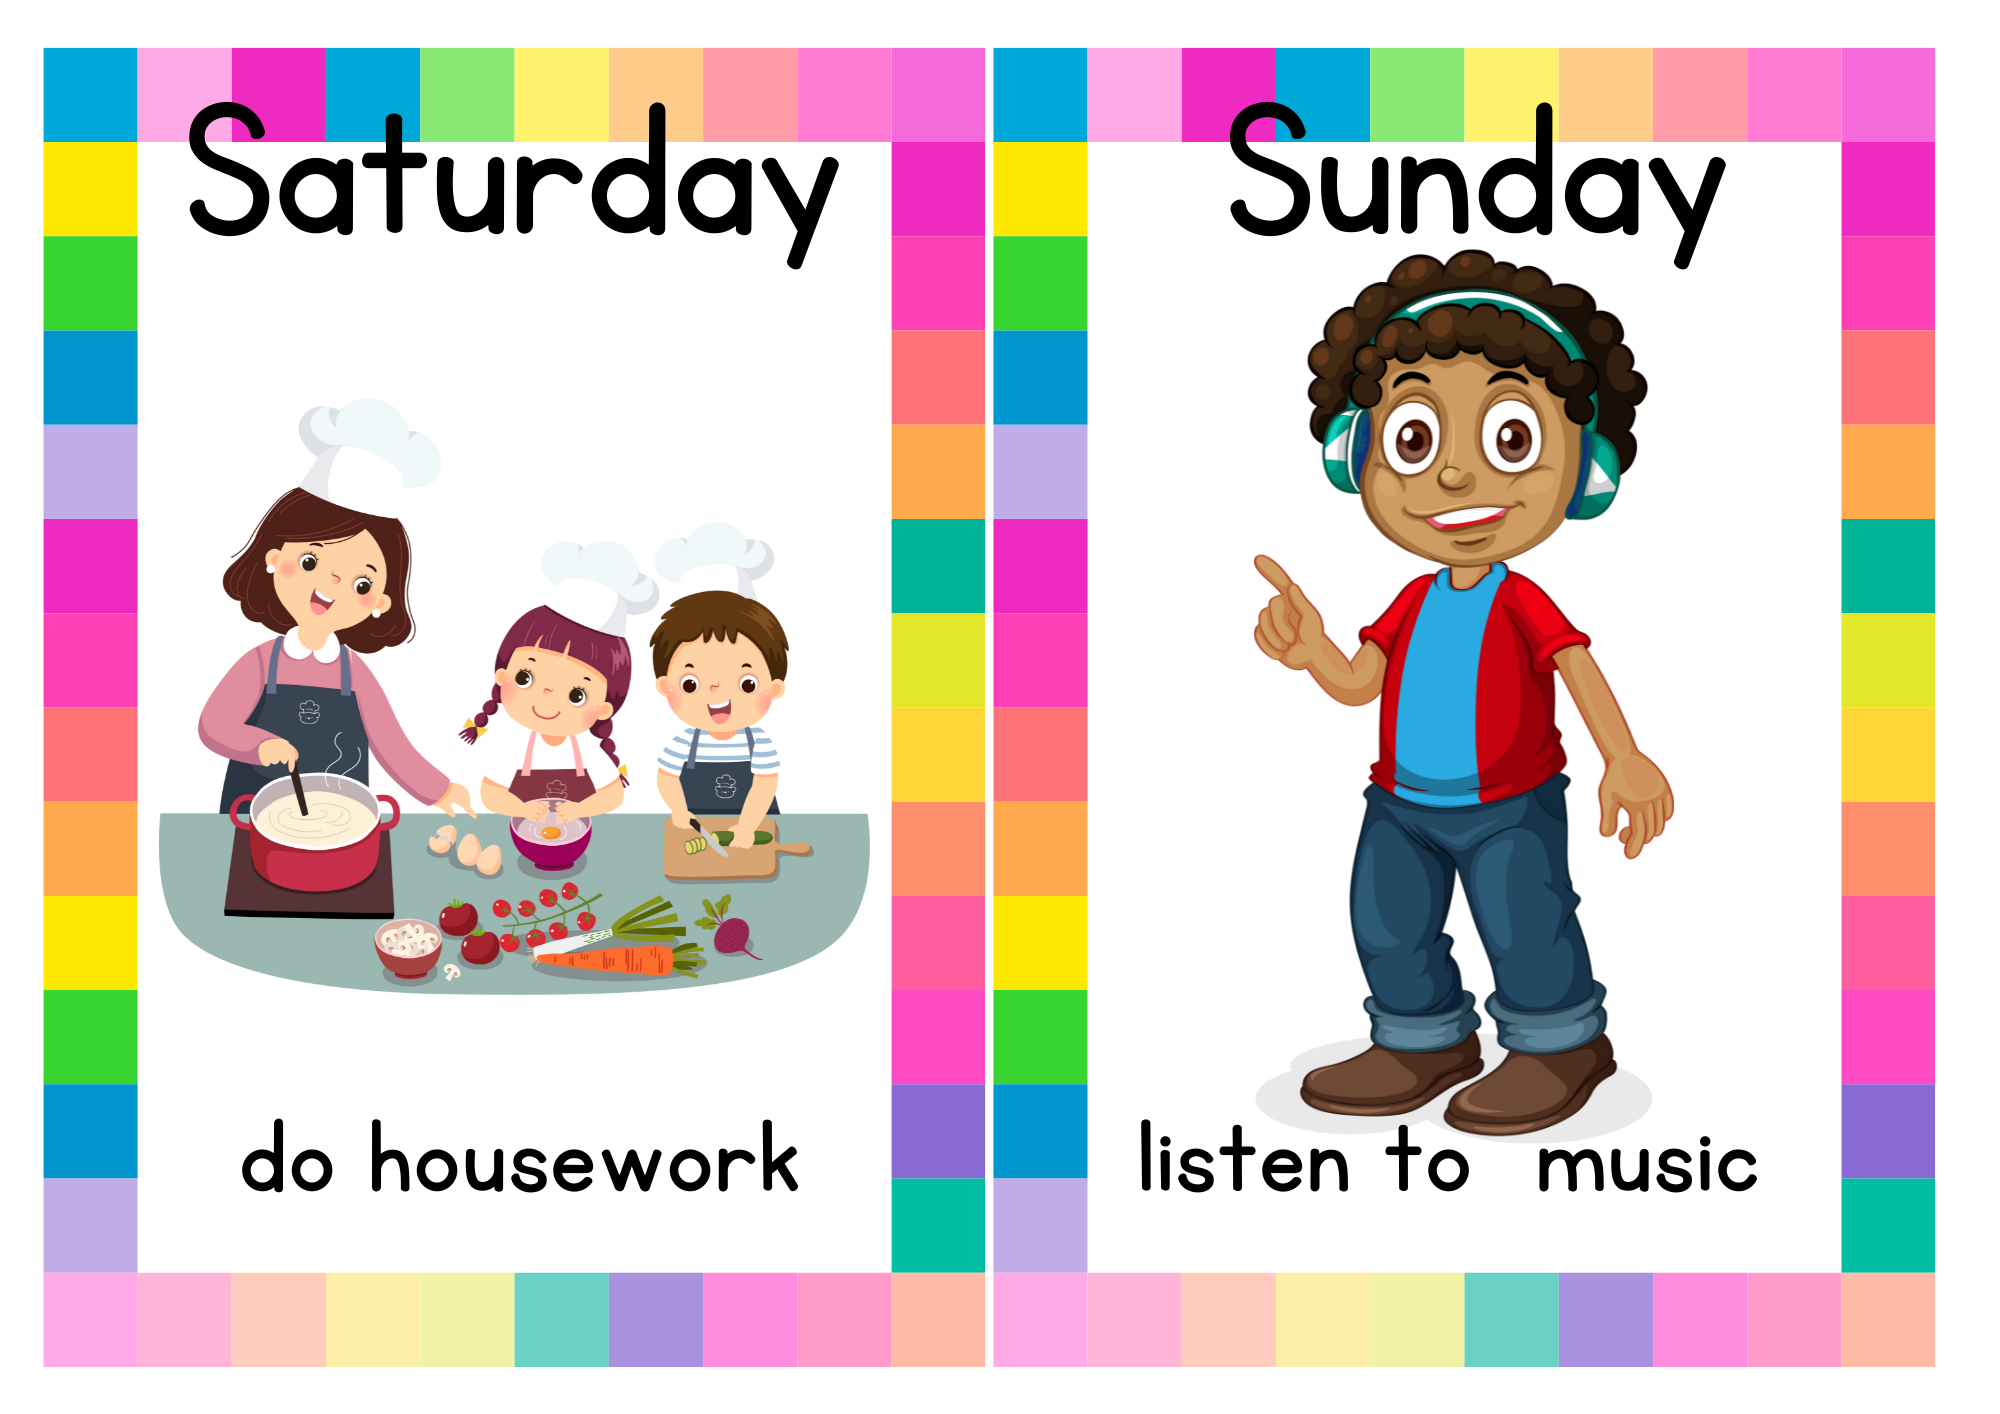 Saturday
do housework
Sunday
listen to  music